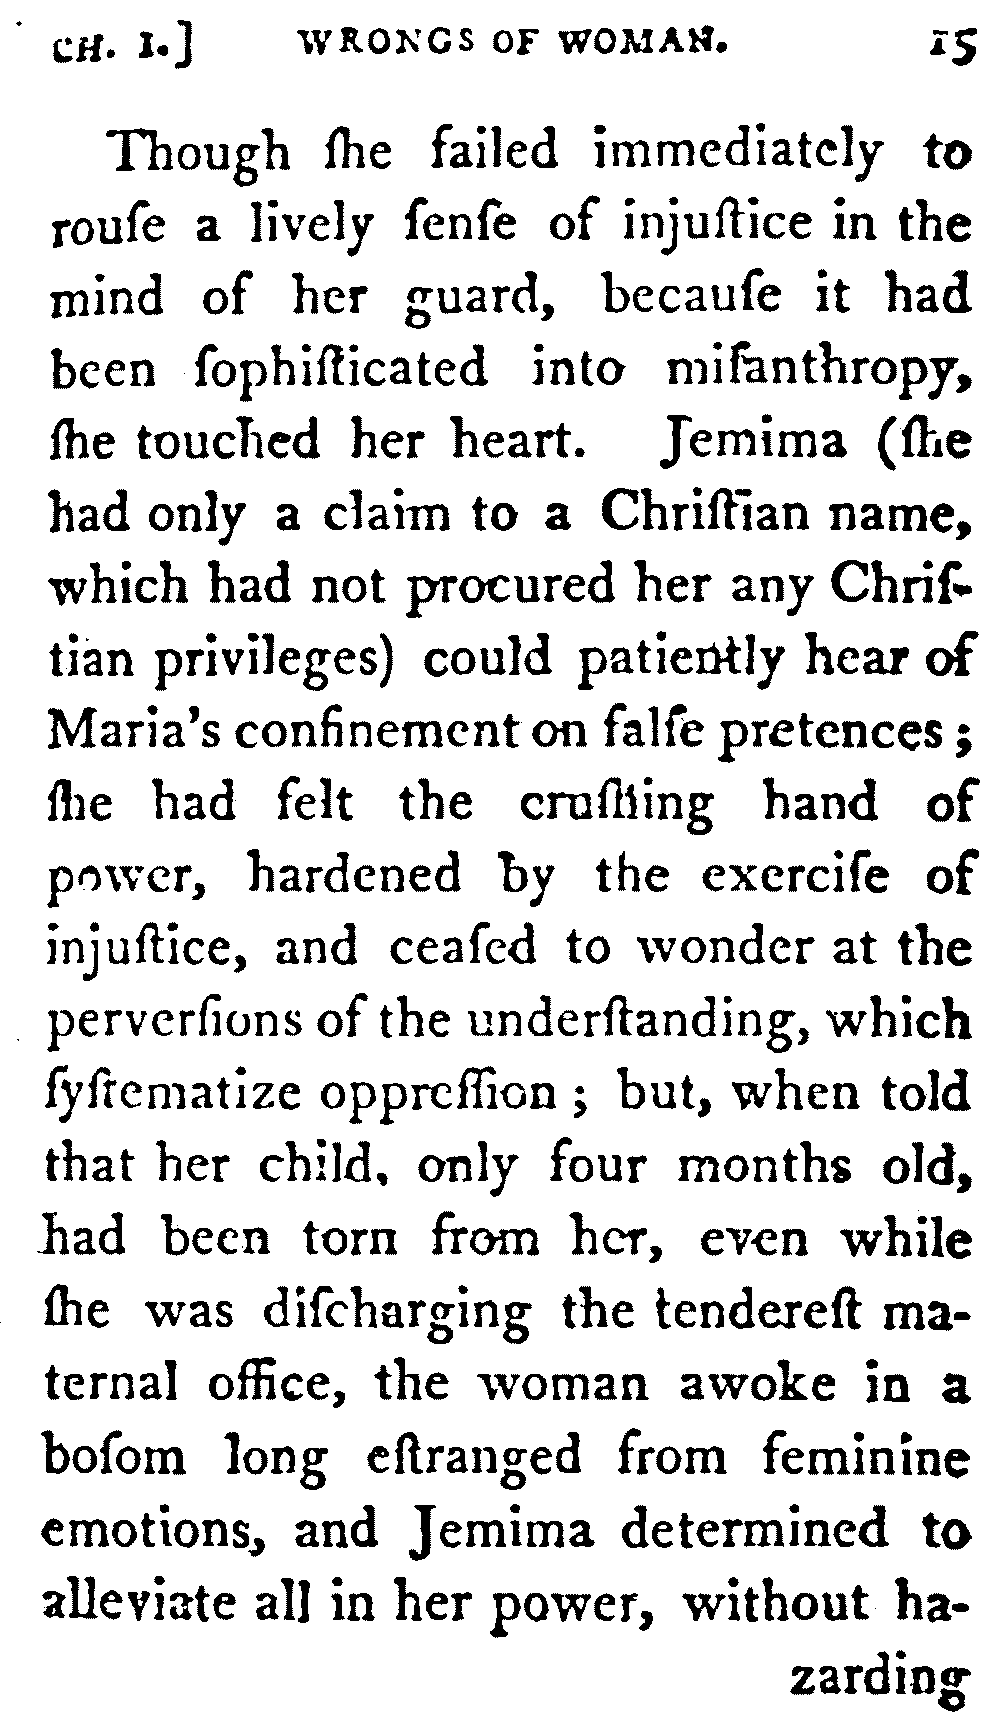 CH. I.] WRONGS OF WOMAN. 15
Though ſhe failed immediately to
rouſe a lively ſenſe of injuſtice in the
mind of her guard, becauſe it had
been ſophiſticated into miſanthropy,
ſhe touched her heart. Jemima (ſhe
had only a claim to a Chriſtian name,
which had not procured her any Chriſ-
tian privileges) could patiently hear of
Maria's confinement on falſe pretences;
ſhe had felt the cruſhing hand of
power, hardened by the exerciſe of
injuſtice, and ceaſed to wonder at the
perverſions of the underſtanding, which
ſyſtematize oppreſſion; but, when told
that her child, only four months old,
had been torn from her, even while
ſhe was diſcharging the tendereſt ma-
ternal office, the woman awoke in a
boſom long eſtranged from feminine
emotions, and Jemima determined to
alleviate all in her power, without ha-
zarding